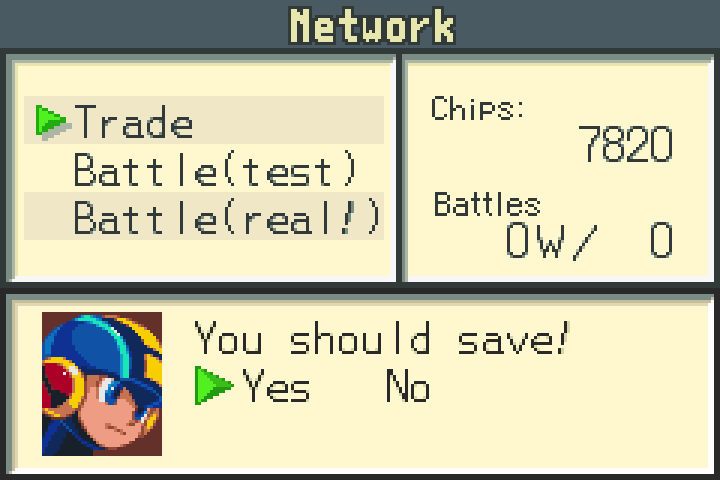 Network
Trade
Battle(test)
Battle(real!)
Chips:
7820
Battles
0W/ 0
You should save!
Yes No